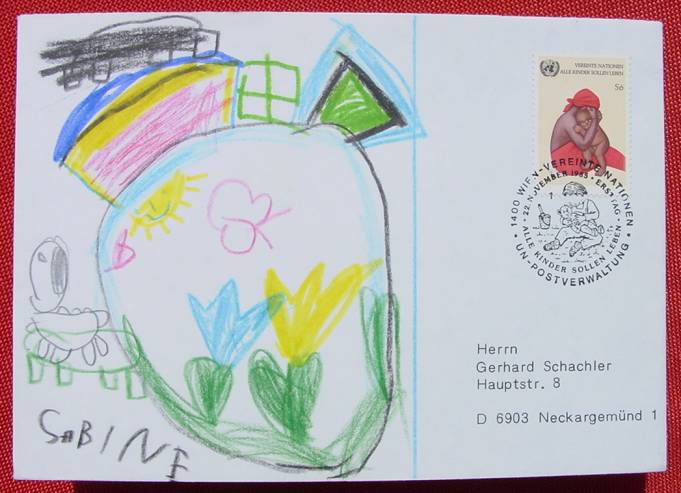 SABINE
VEREINTE NATIONEN
ALLE KINDER SOLLEN LEBEN
S6
1400 WIEN-VEREINTE NATIONEN
22. NOVEMBER 1985 · ERSTTAG
ALLE KINDER SOLLEN LEBEN
UN-POSTVERWALTUNG
Herrn
Gerhard Schachler
Hauptstr. 8
D 6903 Neckargemünd 1